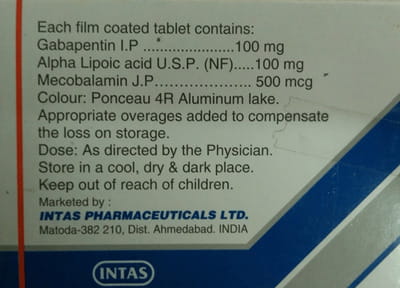 Each film coated tablet contains:
Gabapentin I.P ......................100 mg
Alpha Lipoic acid U.S.P. (NF).....100 mg
Mecobalamin J.P................... 500 mcg
Colour: Ponceau 4R Aluminum lake.
Appropriate overages added to compensate
the loss on storage.
Dose: As directed by the Physician.
Store in a cool, dry & dark place.
Keep out of reach of children.
Marketed by :
INTAS PHARMACEUTICALS LTD.
Matoda-382 210, Dist. Ahmedabad. INDIA
INTAS